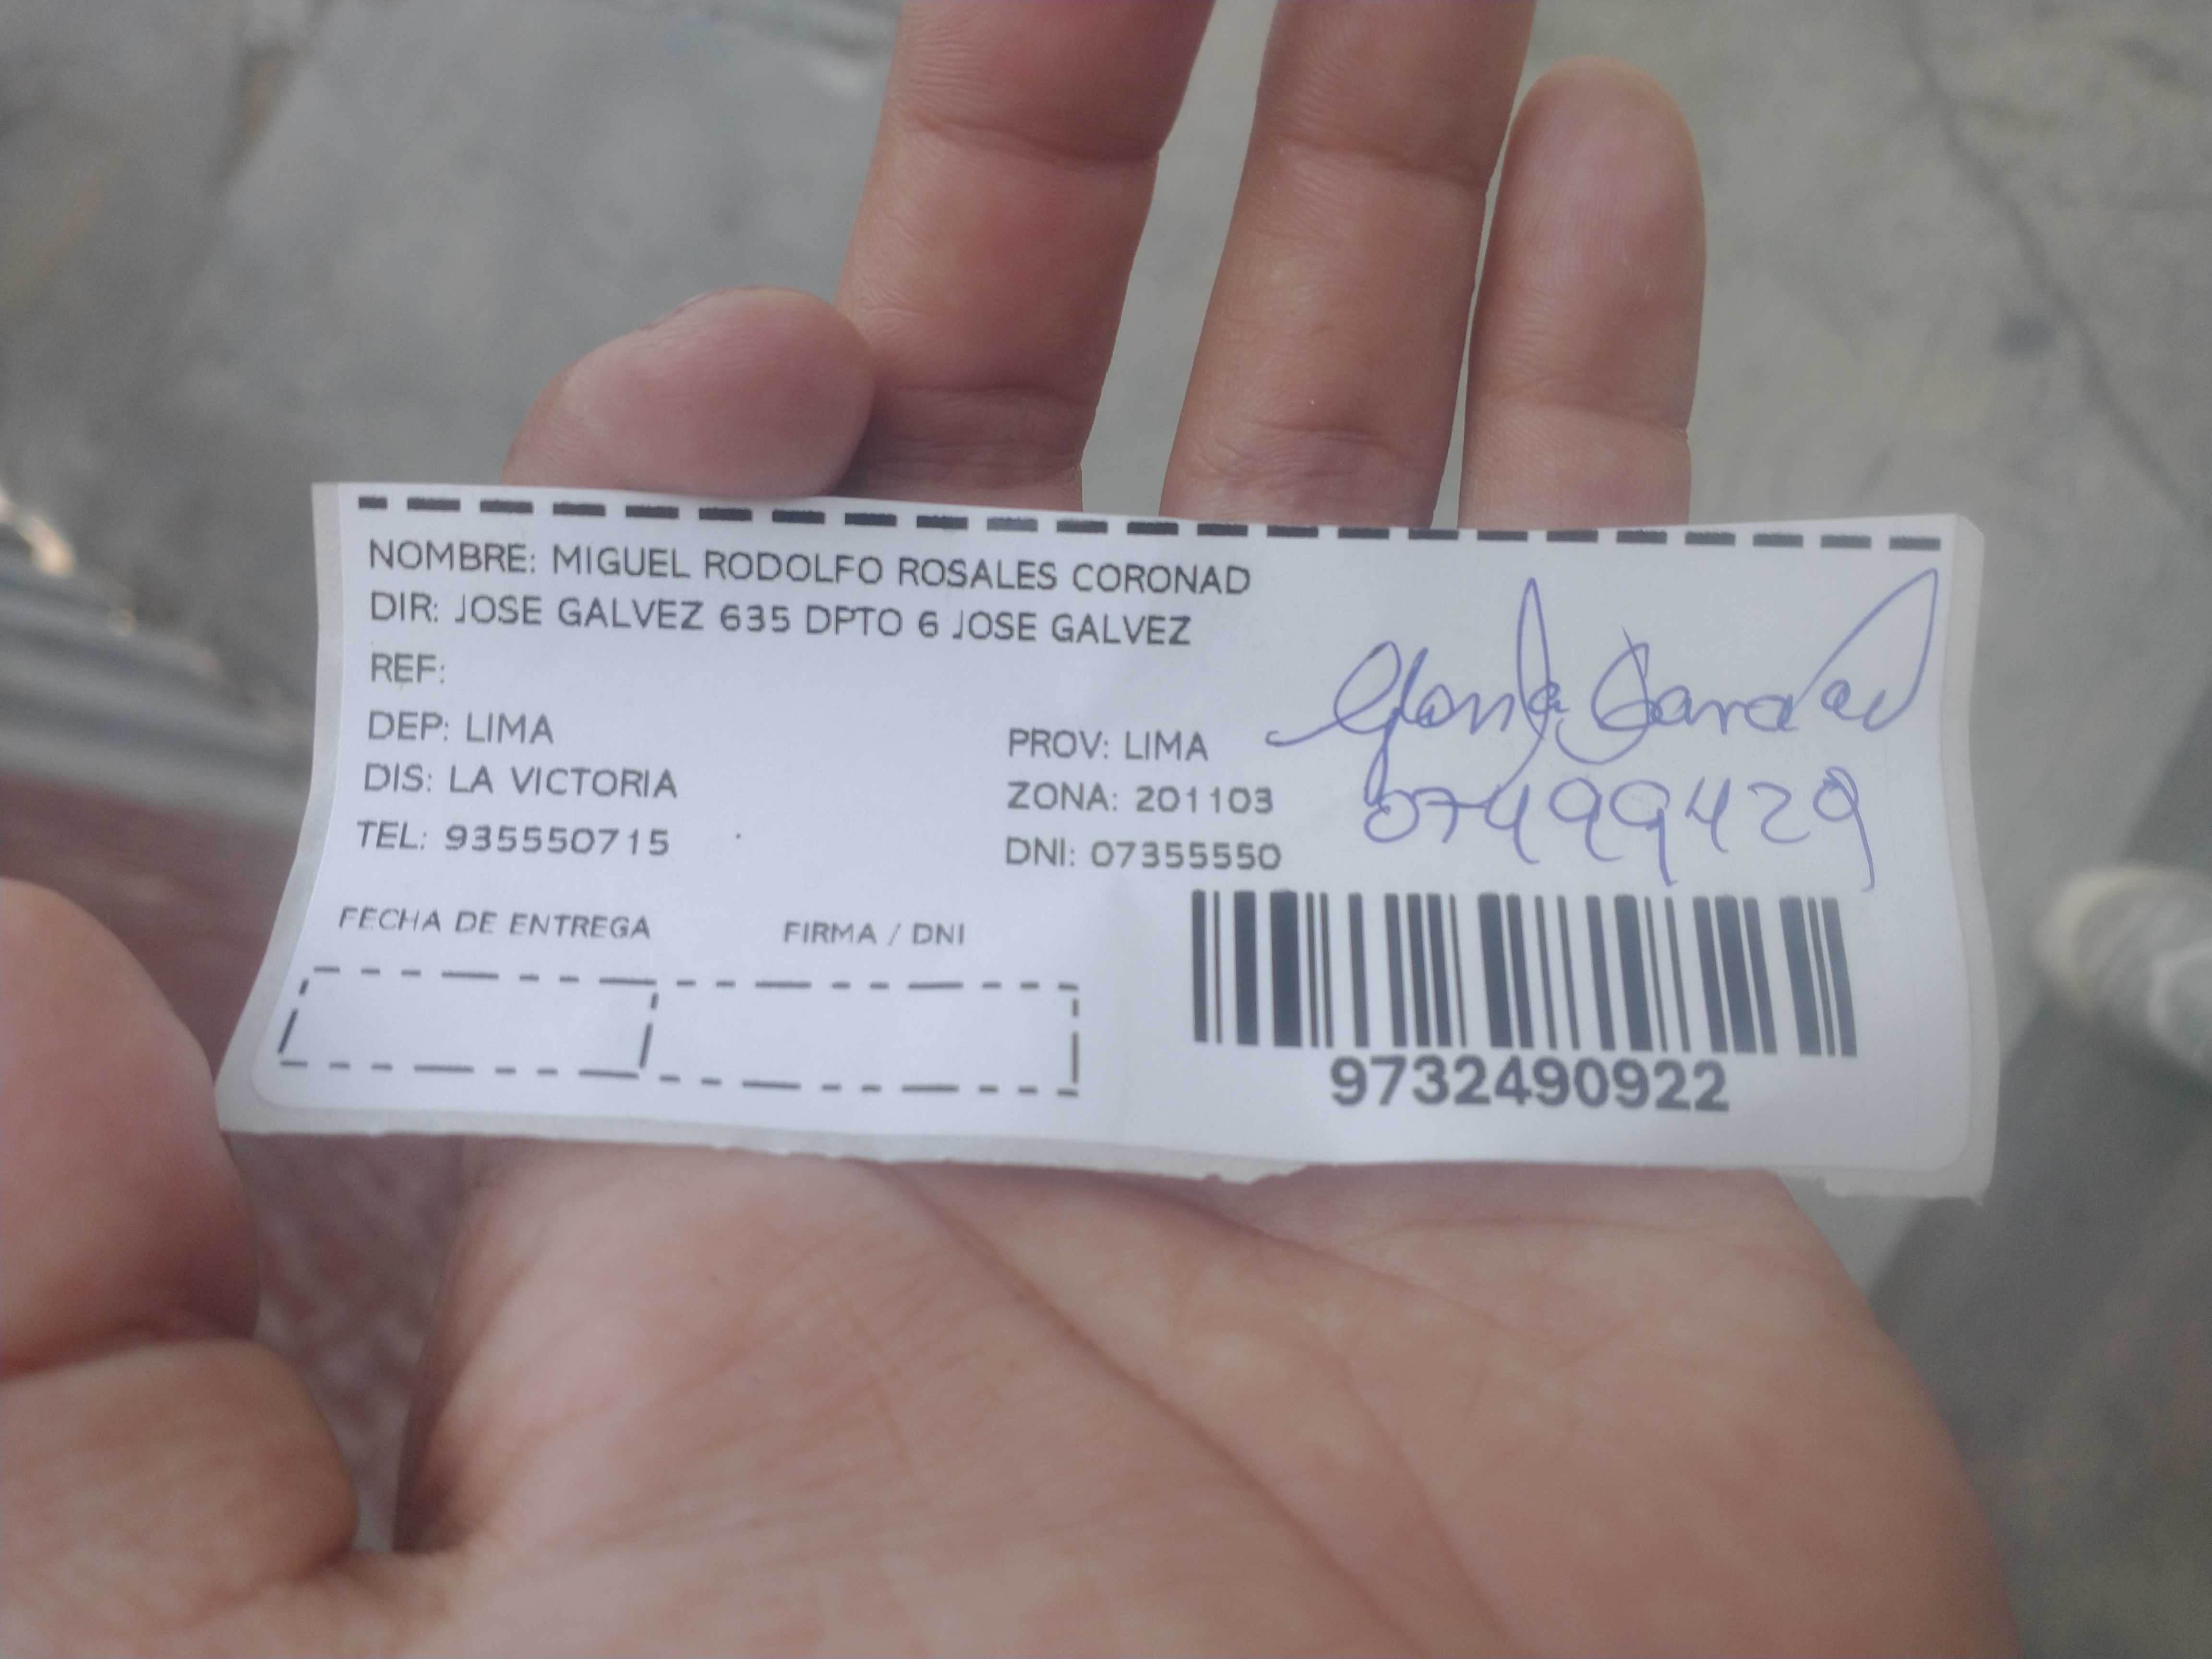 NOMBRE: MIGUEL RODOLFO ROSALES CORONAD
DIR: JOSE GALVEZ 635 DPTO 6 JOSE GALVEZ
REF:
DEP: LIMA
PROV: LIMA
DIS: LA VICTORIA
ZONA: 201103
TEL: 935550715
DNI: 07355550
07499429
FECHA DE ENTREGA
FIRMA / DNI
9732490922